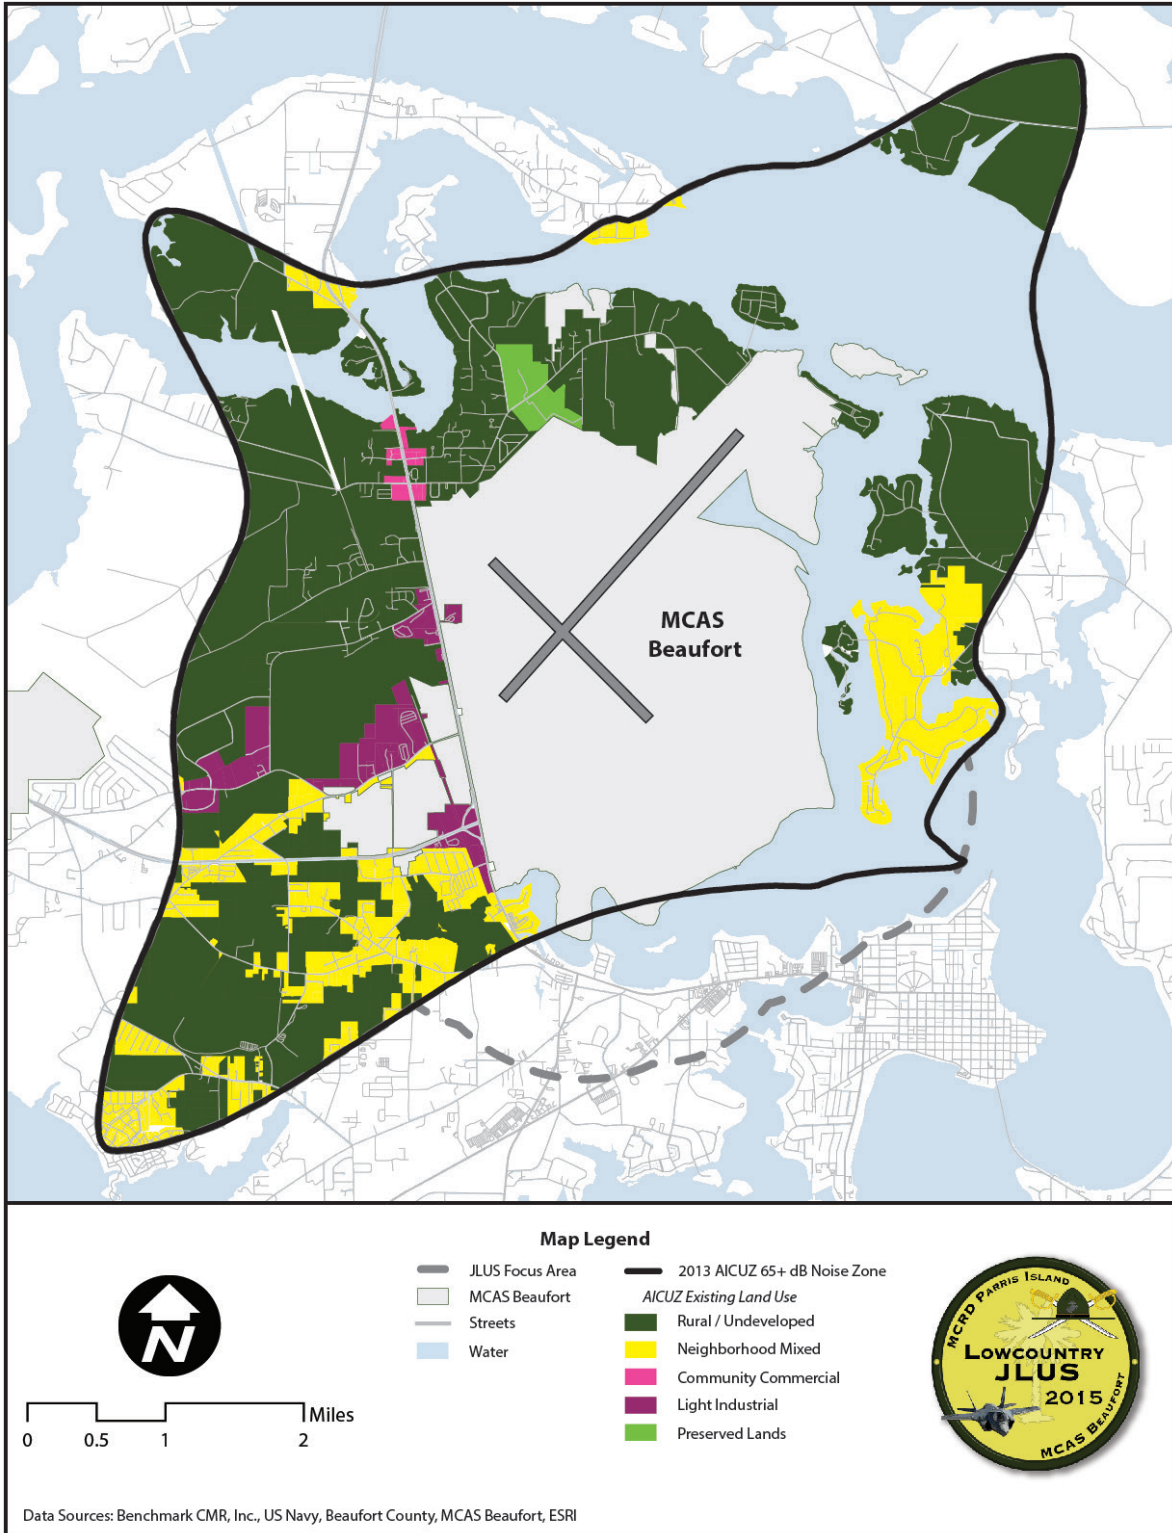 MCAS
Beaufort
Map Legend
JLUS Focus Area
MCAS Beaufort
Streets
Water
2013 AICUZ 65+ dB Noise Zone
AICUZ Existing Land Use
Rural / Undeveloped
Neighborhood Mixed
Community Commercial
Light Industrial
Preserved Lands
N
0 0.5 1 2 Miles
MCRD PARRIS ISLAND
LOWCOUNTRY
JLUS
2015
MCAS BEAUFORT
Data Sources: Benchmark CMR, Inc., US Navy, Beaufort County, MCAS Beaufort, ESRI